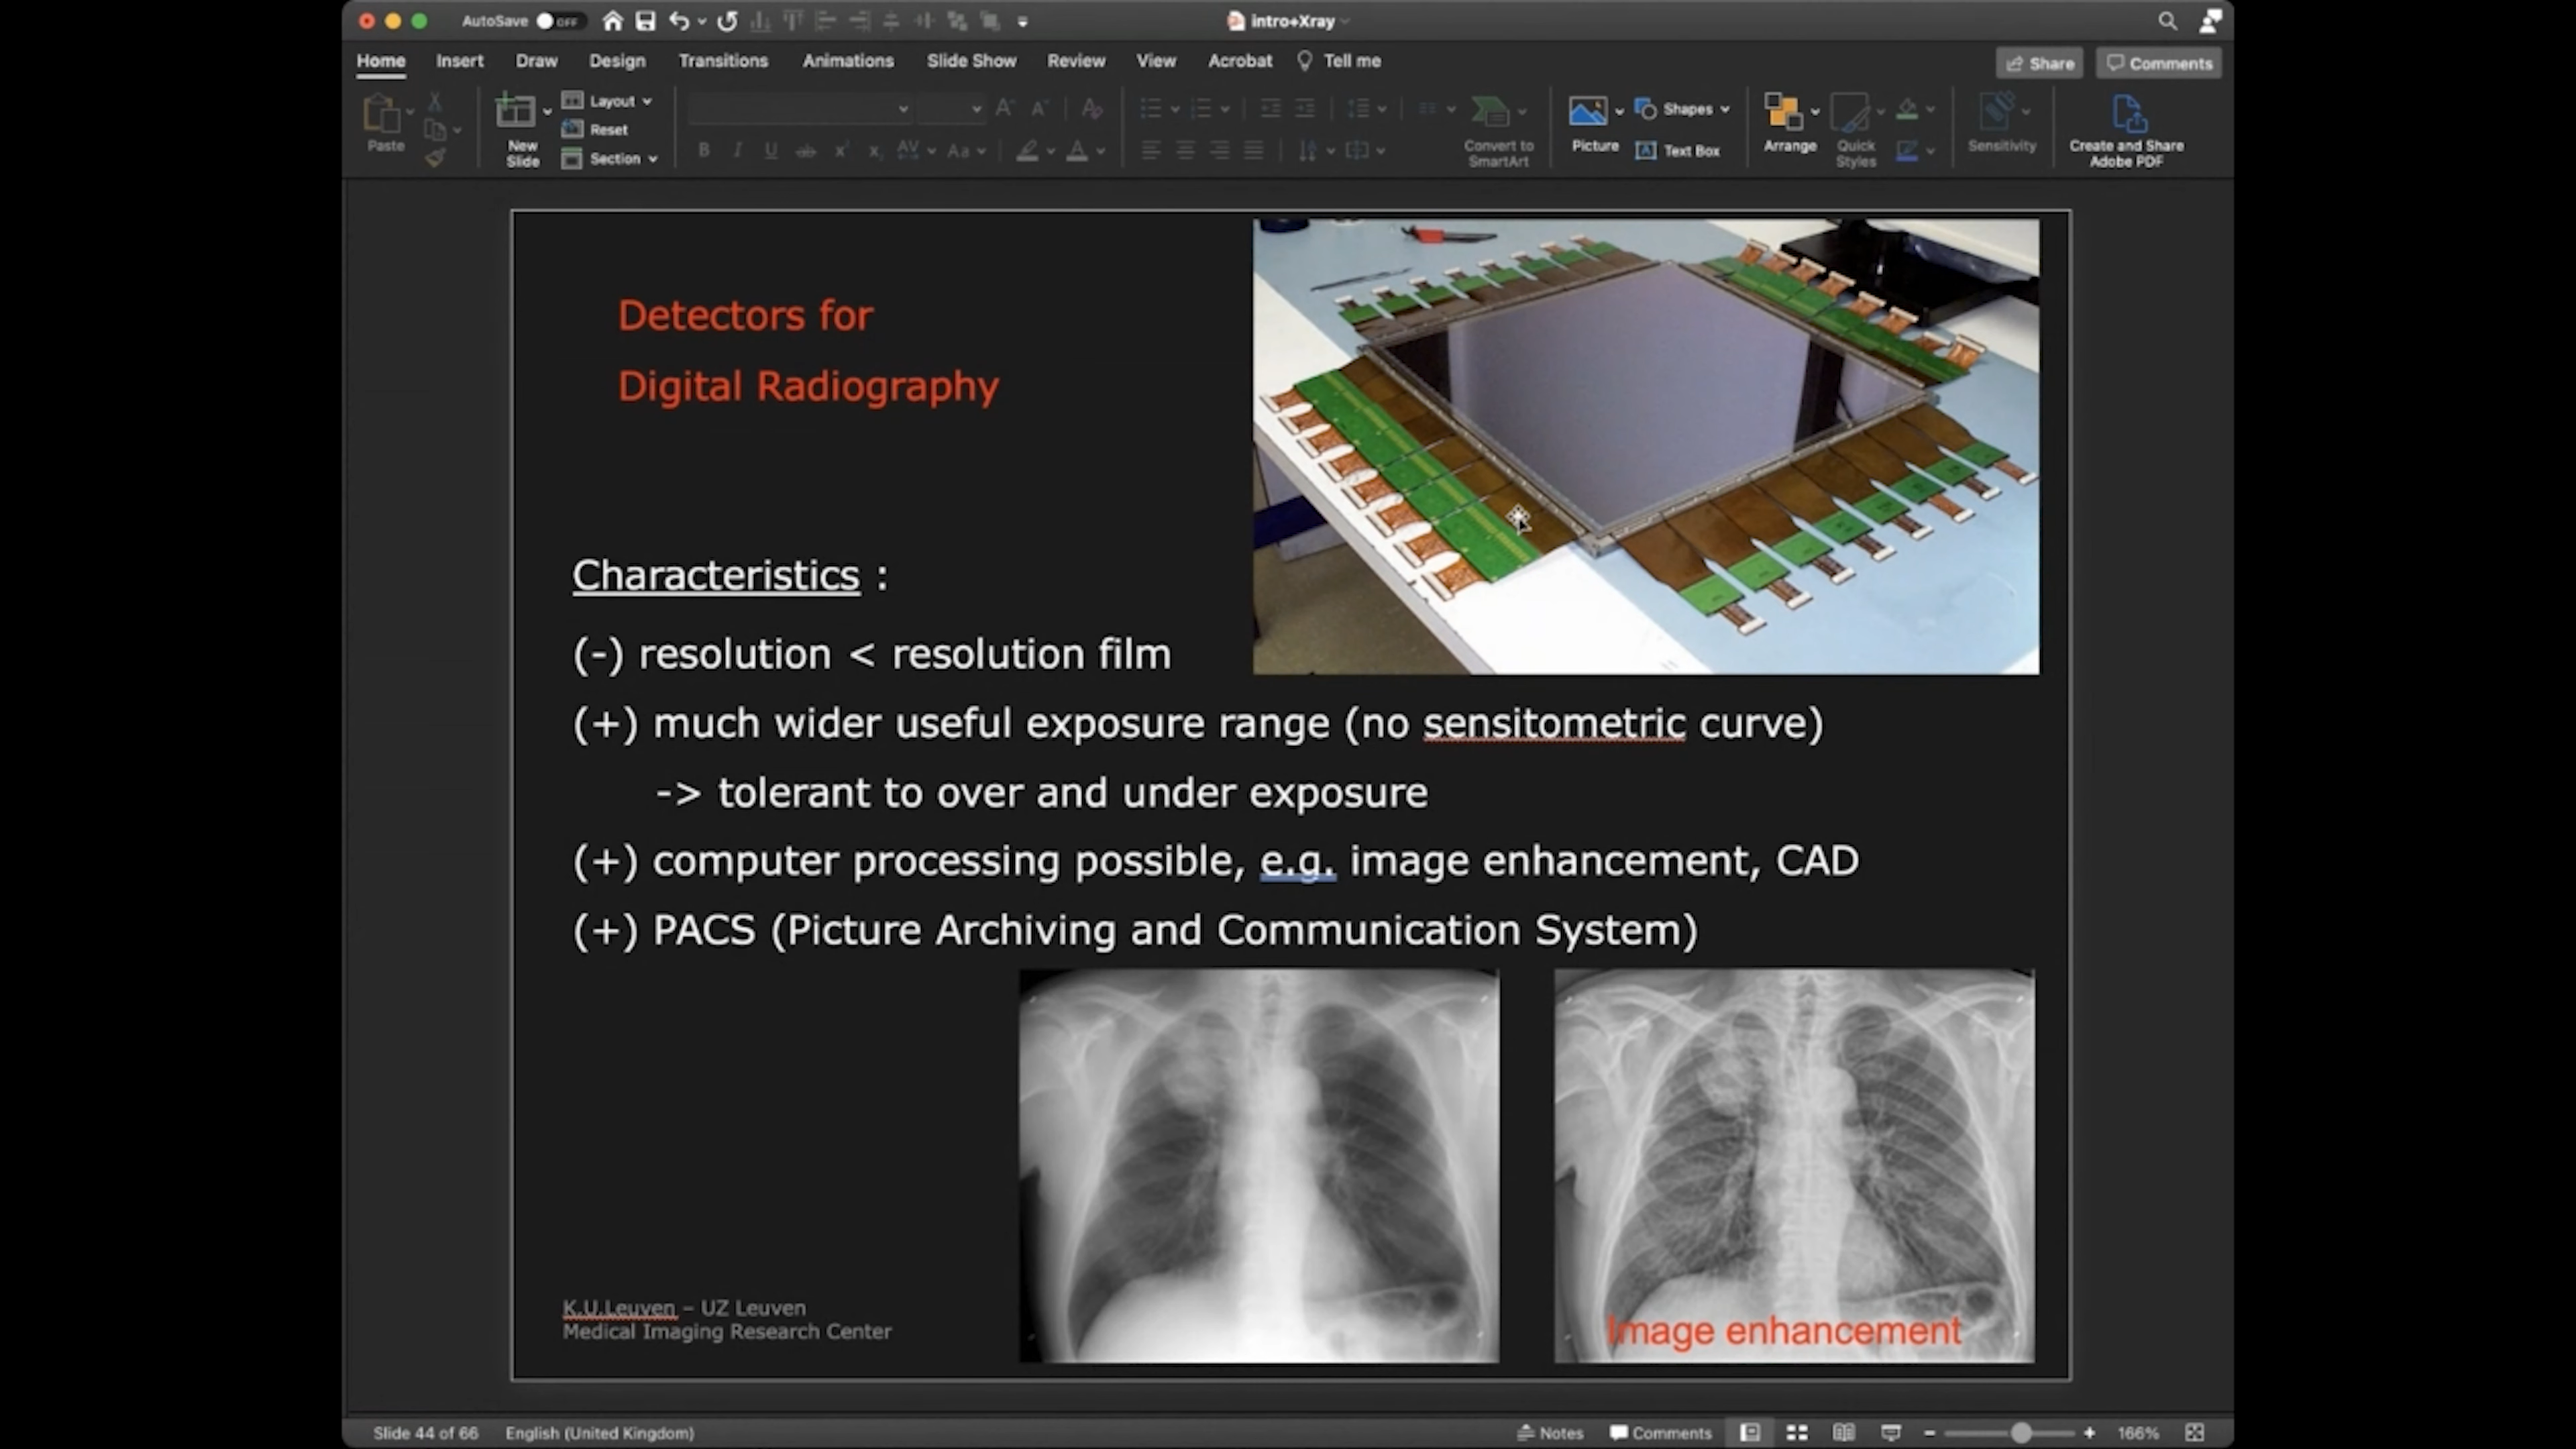 AutoSave OFF
intro+Xray
Home Insert Draw Design Transitions Animations Slide Show Review View Acrobat Tell me
Share Comments
Paste
New Slide
Layout
Reset
Section
Convert to SmartArt
Picture
Shapes
Text Box
Arrange
Quick Styles
Sensitivity
Create and Share Adobe PDF
Detectors for
Digital Radiography
Characteristics :
(-) resolution < resolution film
(+) much wider useful exposure range (no sensitometric curve)
-> tolerant to over and under exposure
(+) computer processing possible, e.g. image enhancement, CAD
(+) PACS (Picture Archiving and Communication System)
Image enhancement
K.U.Leuven – UZ Leuven
Medical Imaging Research Center
Slide 44 of 66 English (United Kingdom) Notes Comments 166%